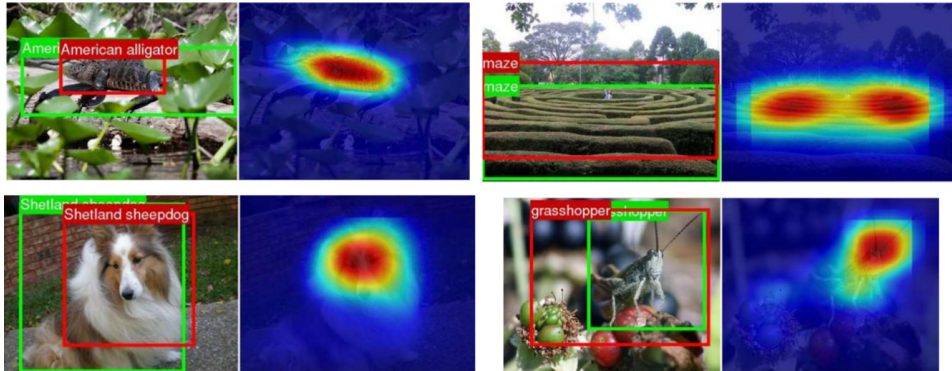 American alligator
maze
maze
Shetland sheepdog
grasshopper